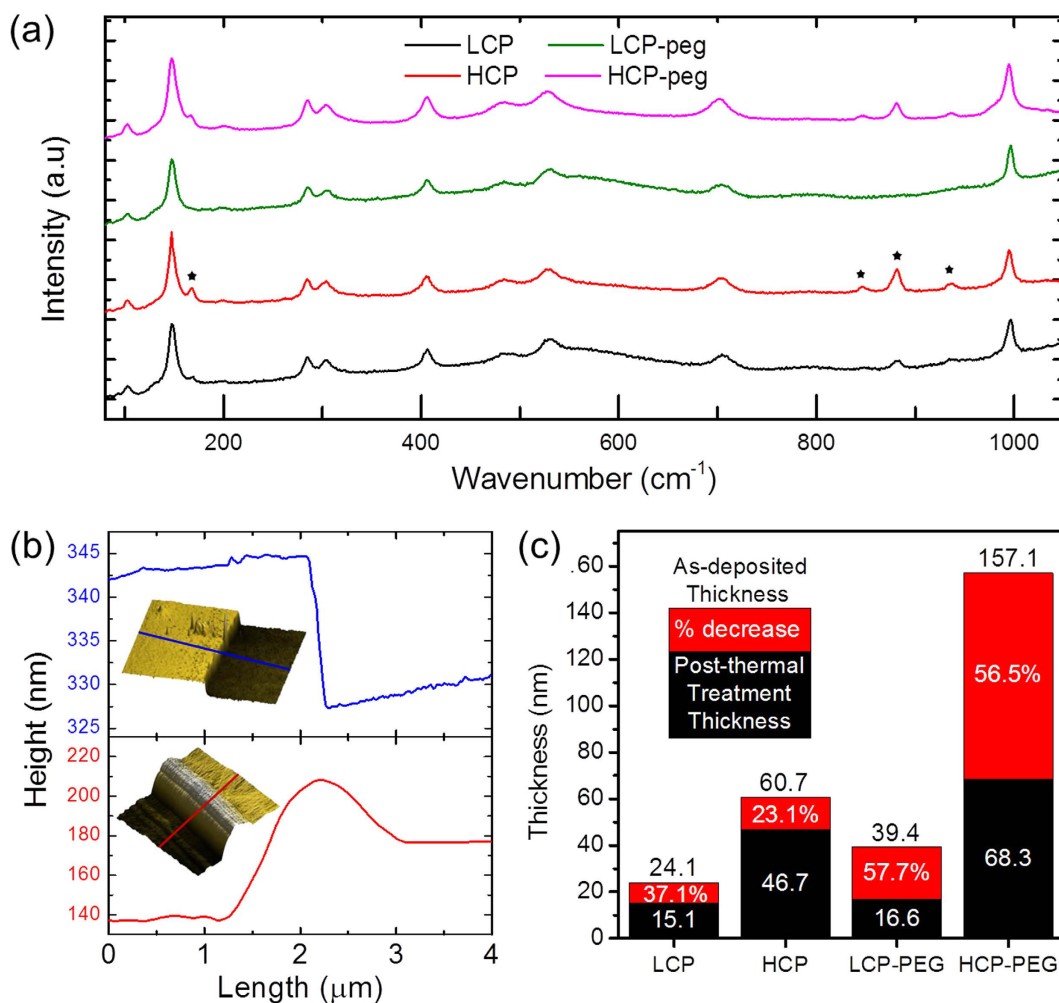 (a)
LCP
LCP-peg
HCP
HCP-peg
★
★
★
★
Intensity (a.u)
200
400
600
800
1000
Wavenumber (cm⁻¹)
(b)
345
340
335
330
325
220
200
180
160
140
Height (nm)
0
1
2
3
4
Length (μm)
(c)
60
140
120
100
80
60
40
20
0
Thickness (nm)
As-deposited
Thickness
% decrease
Post-thermal
Treatment
Thickness
24.1
37.1%
15.1
60.7
23.1%
46.7
39.4
57.7%
16.6
157.1
56.5%
68.3
LCP
HCP
LCP-PEG
HCP-PEG